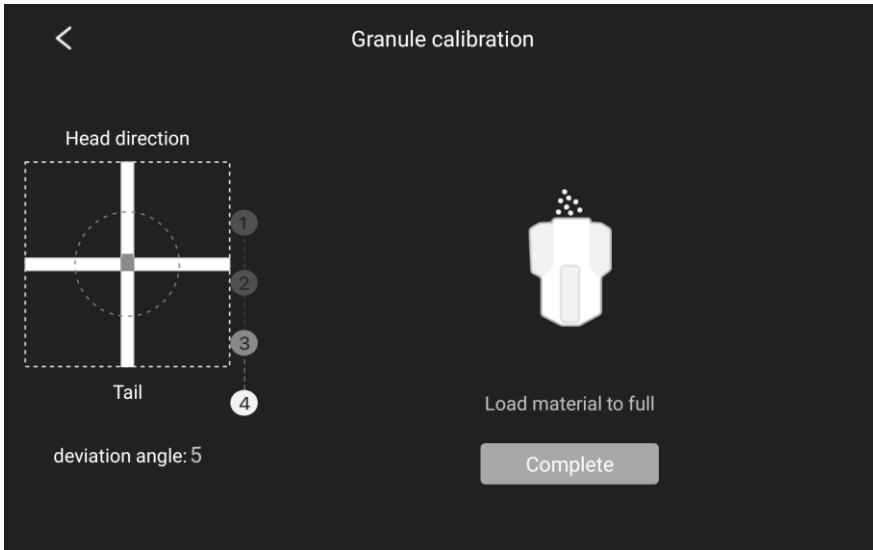 Granule calibration
Head direction
1
2
3
Tail
4
Load material to full
deviation angle: 5
Complete